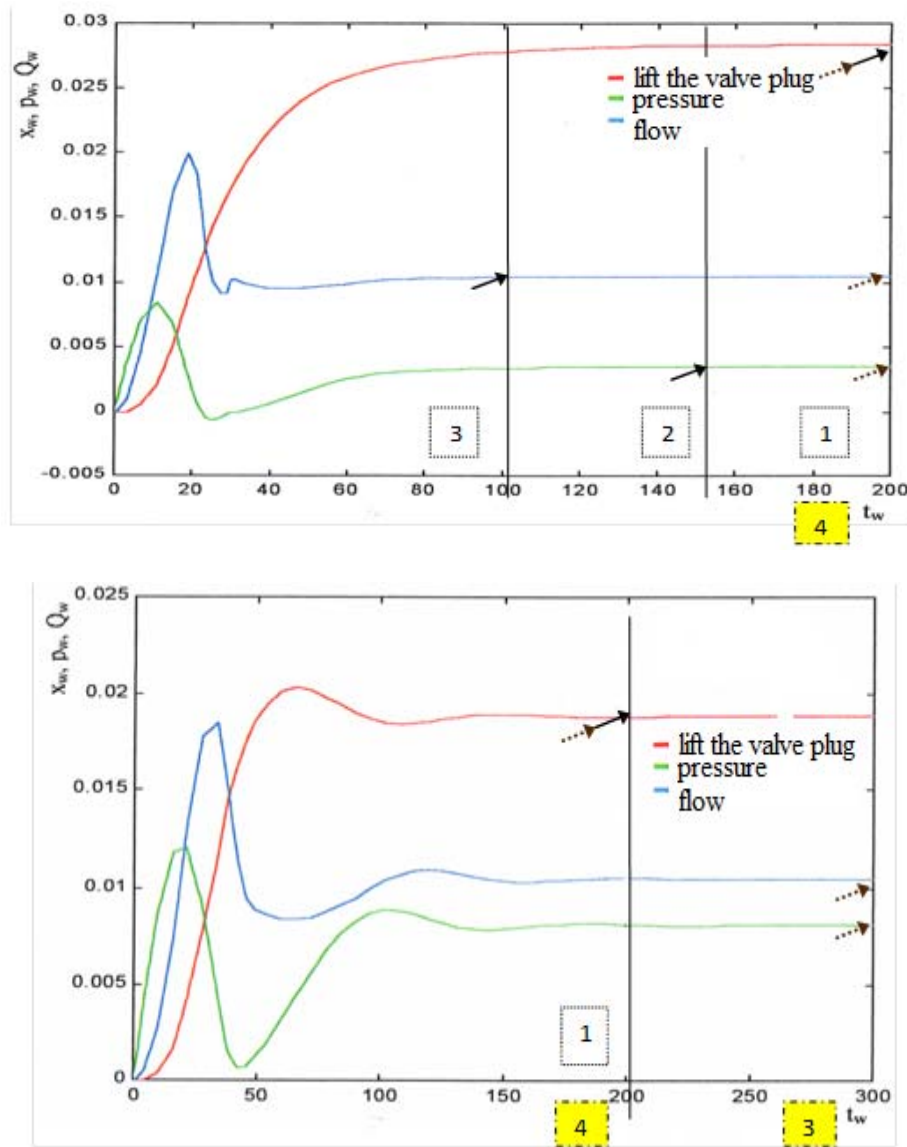 0.03
0.025
0.02
0.015
0.01
0.005
0
-0.005
x_w, p_w, Q_w
lift the valve plug
pressure
flow
3
2
1
0 20 40 60 80 100 120 140 160 180 200
t_w
4
0.025
0.02
0.015
0.01
0.005
0
x_w, p_w, Q_w
lift the valve plug
pressure
flow
1
0 50 100 150 200 250 300
4
3
t_w